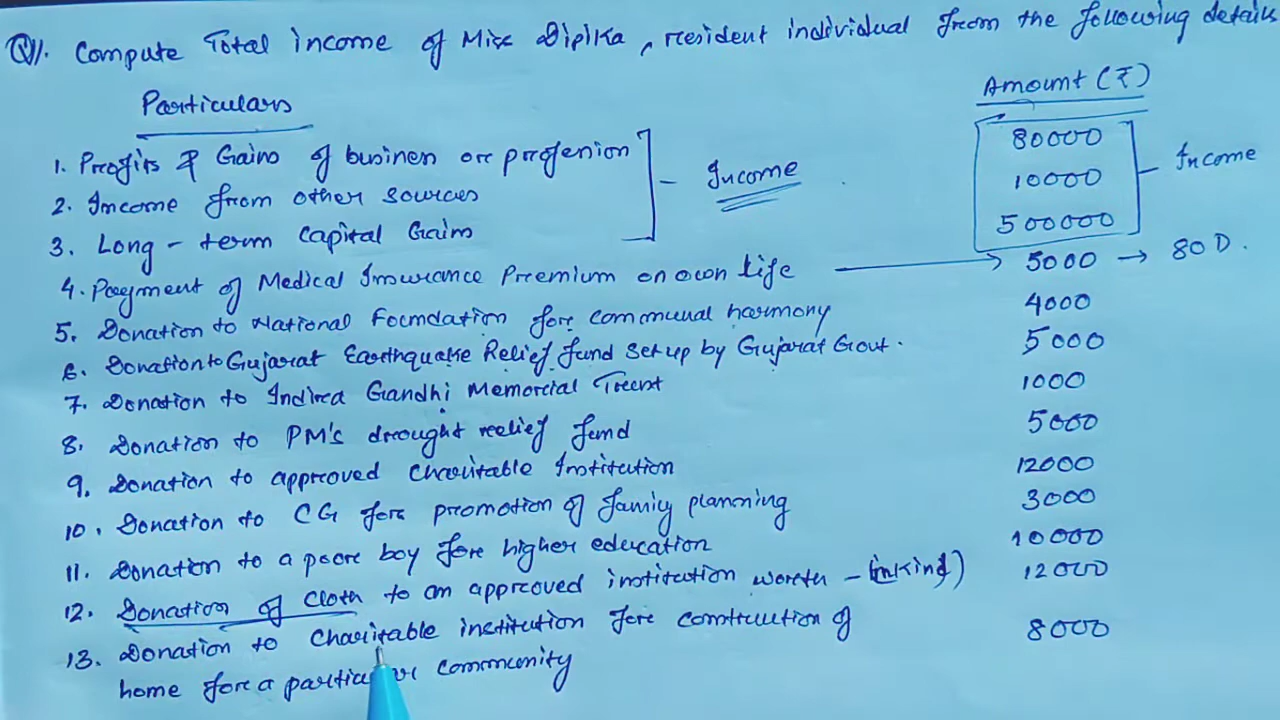 Q1. Compute Total income of Miss Dipika, resident individual from the following details
Particulars
Amount (₹)
1. Profits & Gains of business or profession
80000
2. Income from other sources
10000
3. Long-term Capital Gain
500000
Income
Income
4. Payment of Medical Insurance Premium on own life → 5000 → 80D.
5. Donation to National Foundation for communal harmony 4000
6. Donation to Gujarat Earthquake Relief fund set up by Gujarat Govt. 5000
7. Donation to Indira Gandhi Memorial Trust 1000
8. Donation to PM's drought relief fund 5000
9. Donation to approved Charitable Institution 12000
10. Donation to CG for promotion of family planning 3000
11. Donation to a poor boy for higher education 10000
12. Donation of Cloth to an approved institution worth - (inkind) 12000
13. Donation to Charitable institution for construction of 8000
home for a community